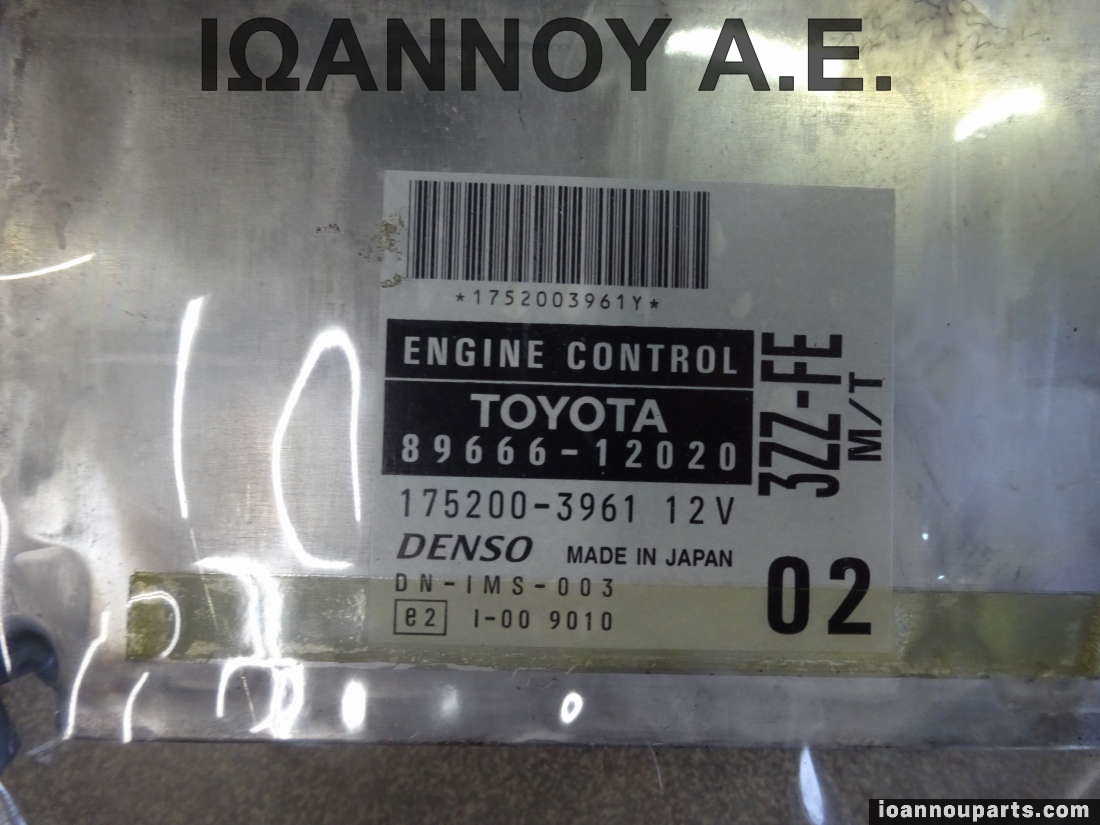 ΙΩΑΝΝΟΥ Α.Ε.
*1752003961Y*
ENGINE CONTROL
TOYOTA
89666-12020
3ZZ-FE
M/T
175200-3961 12V
DENSO MADE IN JAPAN
DN-IMS-003
e2 I-00 9010
02
ioannouparts.com